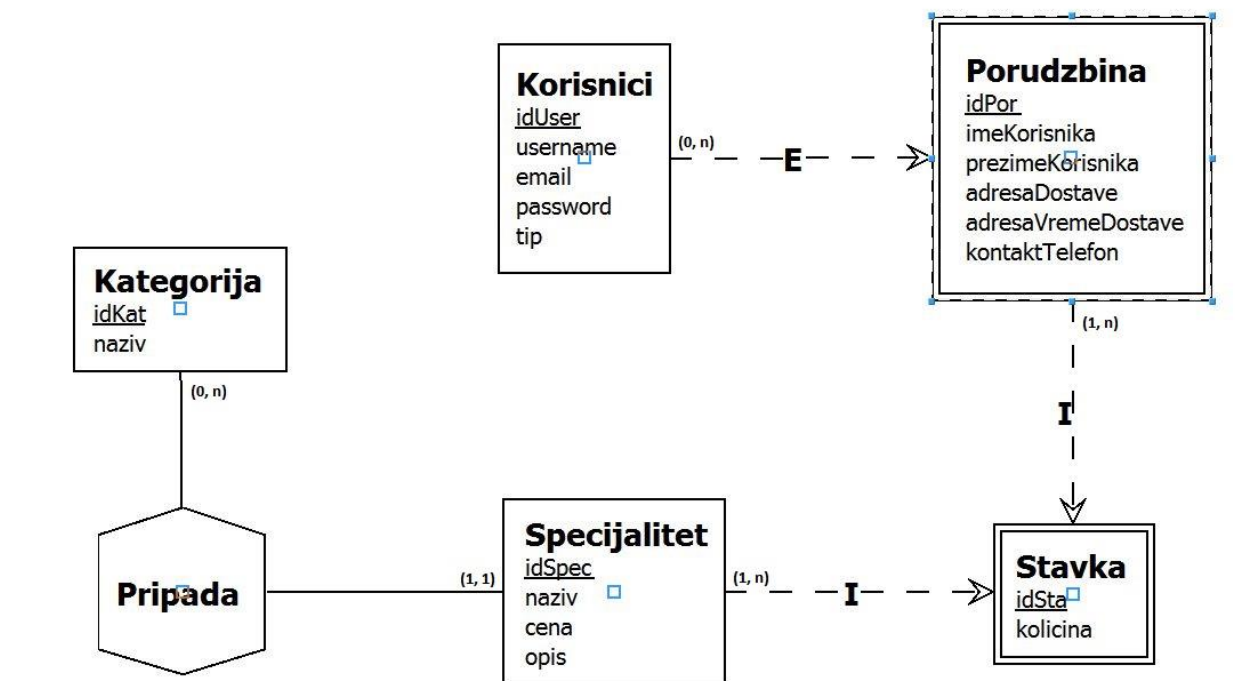 Korisnici
idUser
username
email
password
tip
(0, n)
E
Porudzbina
idPor
imeKorisnika
prezimeKorisnika
adresaDostave
adresaVremeDostave
kontaktTelefon
(1, n)
I
Kategorija
idKat
naziv
(0, n)
Pripada
(1, 1)
Specijalitet
idSpec
naziv
cena
opis
(1, n)
I
Stavka
idSta
kolicina